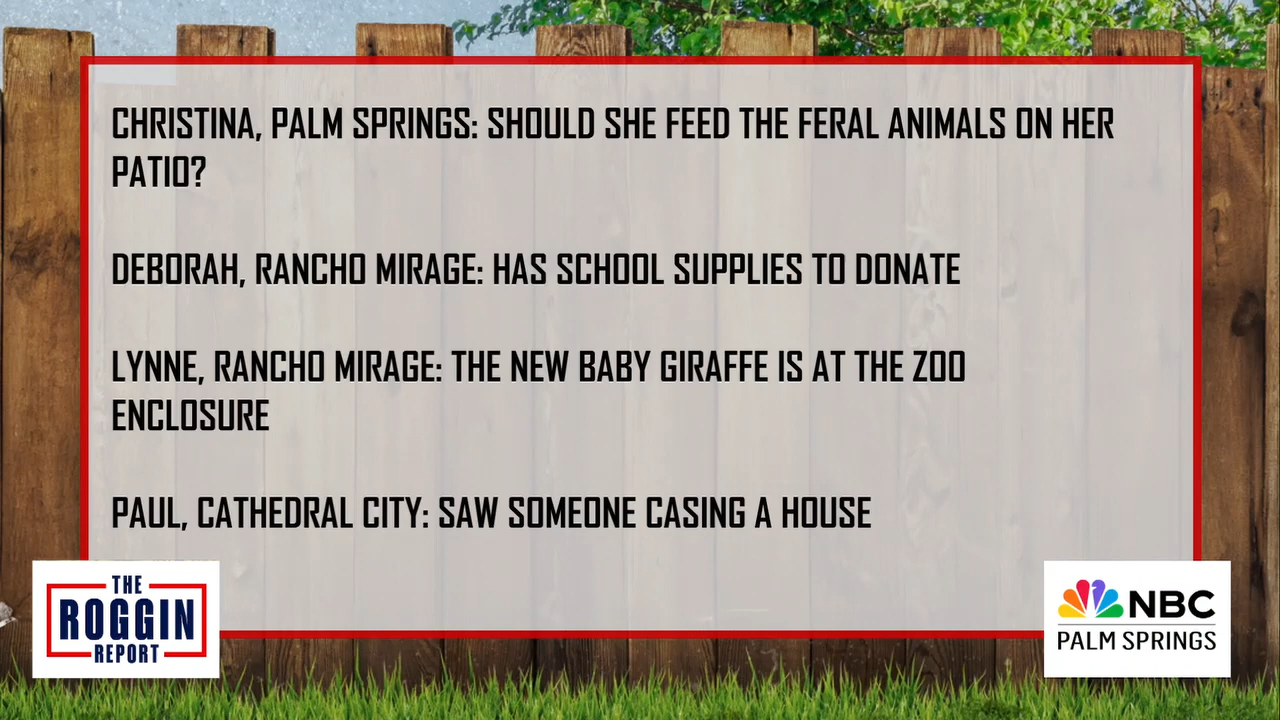 CHRISTINA, PALM SPRINGS: SHOULD SHE FEED THE FERAL ANIMALS ON HER
PATIO?
DEBORAH, RANCHO MIRAGE: HAS SCHOOL SUPPLIES TO DONATE
LYNNE, RANCHO MIRAGE: THE NEW BABY GIRAFFE IS AT THE ZOO
ENCLOSURE
PAUL, CATHEDRAL CITY: SAW SOMEONE CASING A HOUSE
THE
ROGGIN
REPORT
NBC
PALM SPRINGS